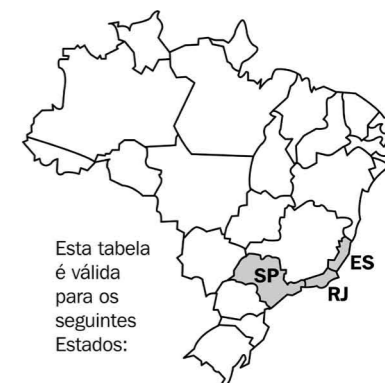 Esta tabela
é válida
para os
seguintes
Estados:
SP
ES
RJ